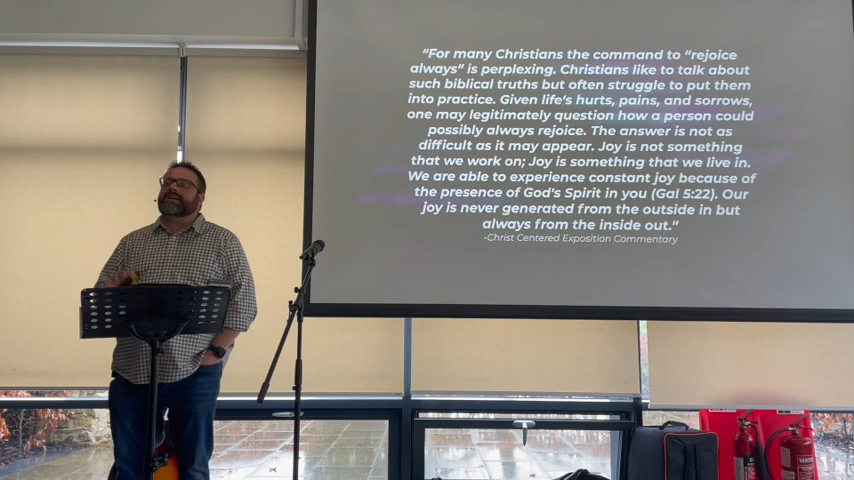 “For many Christians the command to “rejoice
always” is perplexing. Christians like to talk about
such biblical truths but often struggle to put them
into practice. Given life's hurts, pains, and sorrows,
one may legitimately question how a person could
possibly always rejoice. The answer is not as
difficult as it may appear. Joy is not something
that we work on; Joy is something that we live in.
We are able to experience constant joy because of
the presence of God's Spirit in you (Gal 5:22). Our
joy is never generated from the outside in but
always from the inside out.”
-Christ Centered Exposition Commentary
WATER